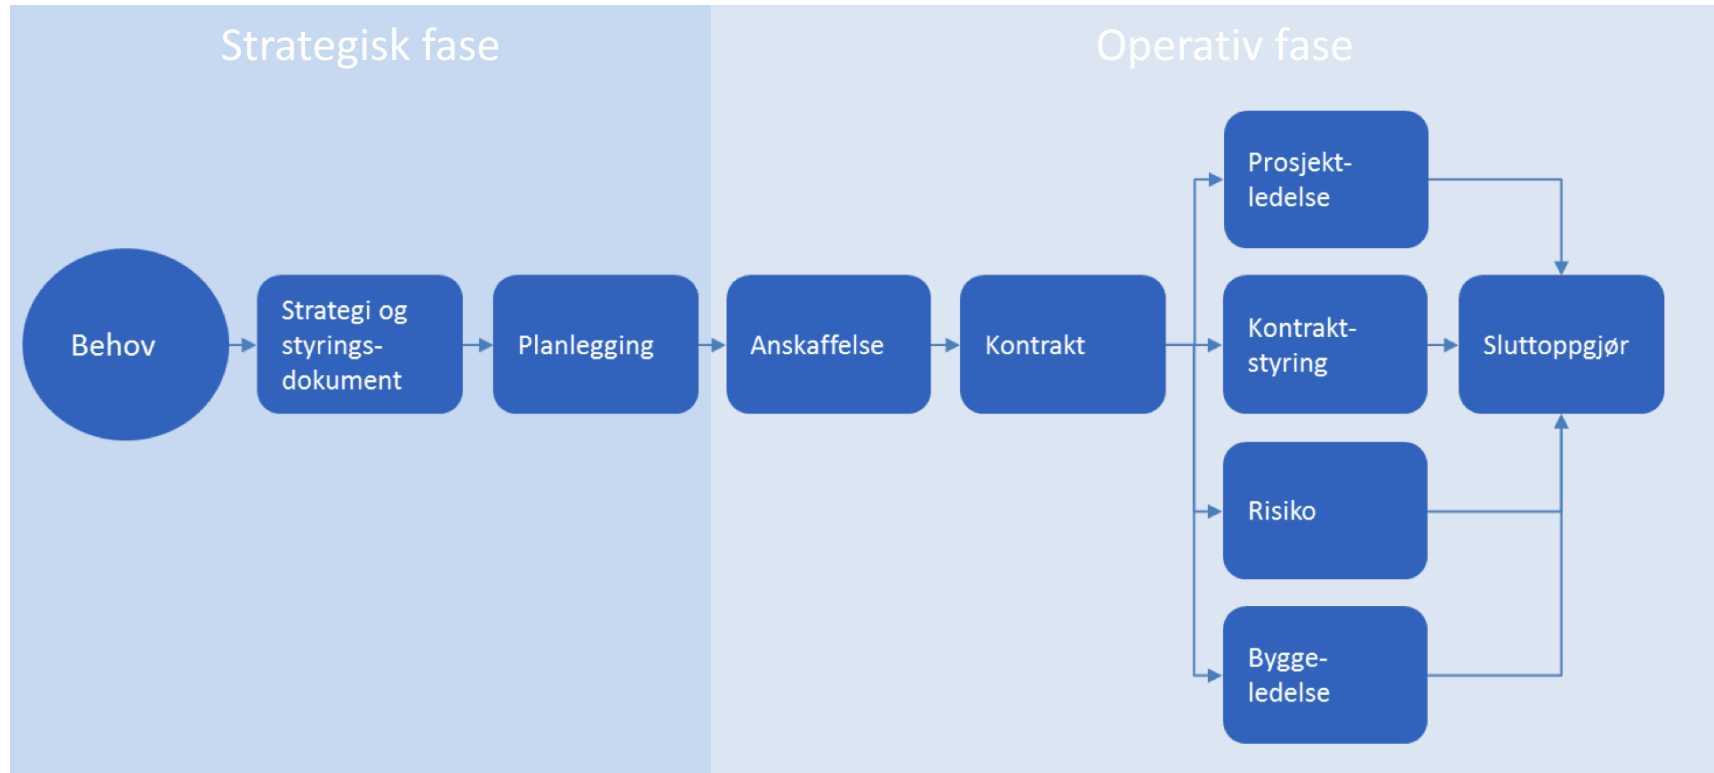 Strategisk fase
Operativ fase
Behov
Strategi og
styrings-
dokument
Planlegging
Anskaffelse
Kontrakt
Prosjekt-
ledelse
Kontrakt-
styring
Risiko
Bygge-
ledelse
Sluttoppgjør